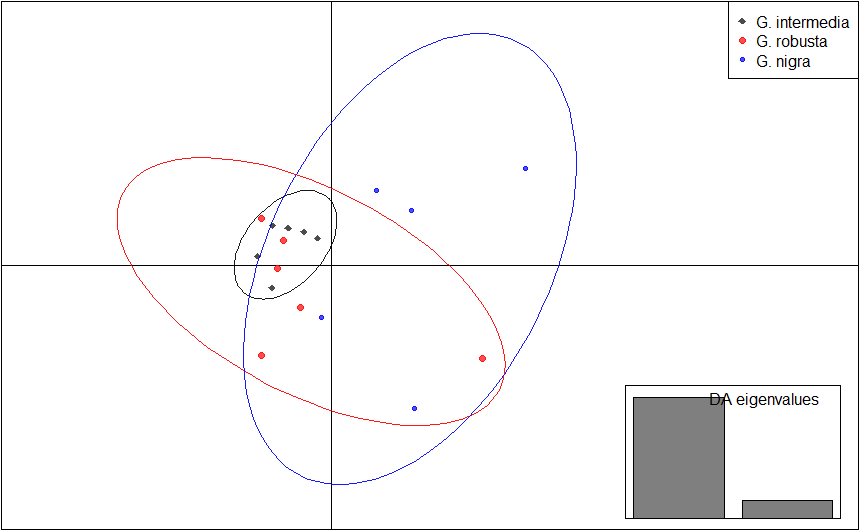 G. intermedia
G. robusta
G. nigra
DA eigenvalues